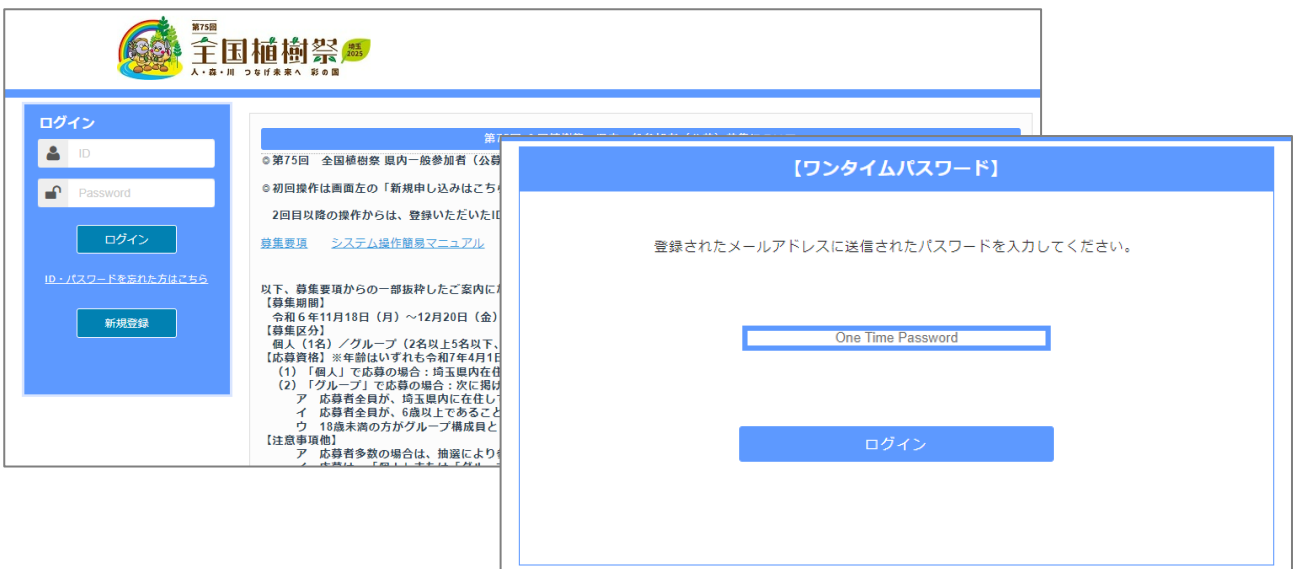 第75回
全国植樹祭
埼玉
2025
人・森・川 つなげ未来へ 彩の国
ログイン
ID
Password
ログイン
ID・パスワードを忘れた方はこちら
新規登録
◎第75回 全国植樹祭 県内一般参加者（公募
◎初回操作は画面左の「新規申し込みはこちら
2回目以降の操作からは、登録いただいたID
募集要項 システム操作簡易マニュアル
以下、募集要項からの一部抜粋したご案内にな
【募集期間】
令和６年11月18日（月）～12月20日（金）
【募集区分】
個人（1名）／グループ（2名以上5名以下、
【応募資格】※年齢はいずれも令和7年4月1日
（1）「個人」で応募の場合：埼玉県内在住
（2）「グループ」で応募の場合：次に掲げ
ア 応募者全員が、埼玉県内に在住して
イ 応募者全員が、6歳以上であること
ウ 18歳未満の方がグループ構成員と
【注意事項他】
ア 応募者多数の場合は、抽選により
【ワンタイムパスワード】
登録されたメールアドレスに送信されたパスワードを入力してください。
One Time Password
ログイン